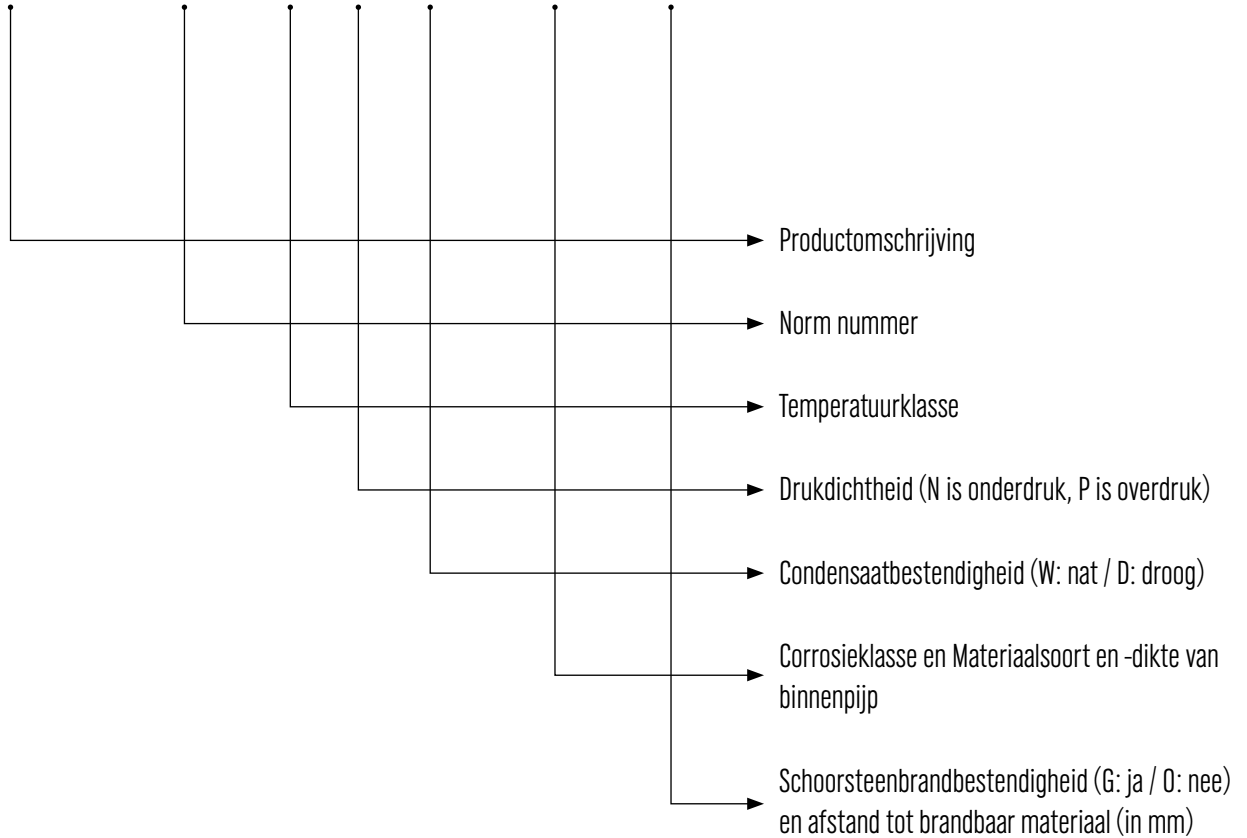 Productomschrijving
Norm nummer
Temperatuurklasse
Drukdichtheid (N is onderdruk, P is overdruk)
Condensaatbestendigheid (W: nat / D: droog)
Corrosieklasse en Materiaalsoort en -dikte van
binnenpijp
Schoorsteenbrandbestendigheid (G: ja / O: nee)
en afstand tot brandbaar materiaal (in mm)